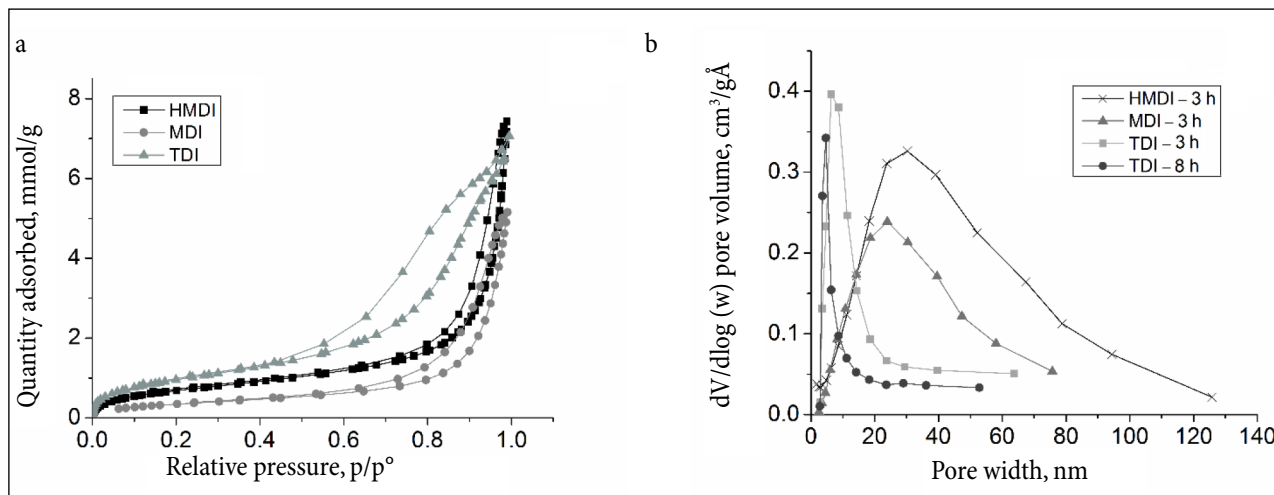 a
Quantity adsorbed, mmol/g
8
6
4
2
0
HMDI
MDI
TDI
0.0 0.2 0.4 0.6 0.8 1.0
Relative pressure, p/p°
b
dV/dlog (w) pore volume, cm³/gÅ
0.4
0.3
0.2
0.1
0.0
HMDI – 3 h
MDI – 3 h
TDI – 3 h
TDI – 8 h
0 20 40 60 80 100 120 140
Pore width, nm